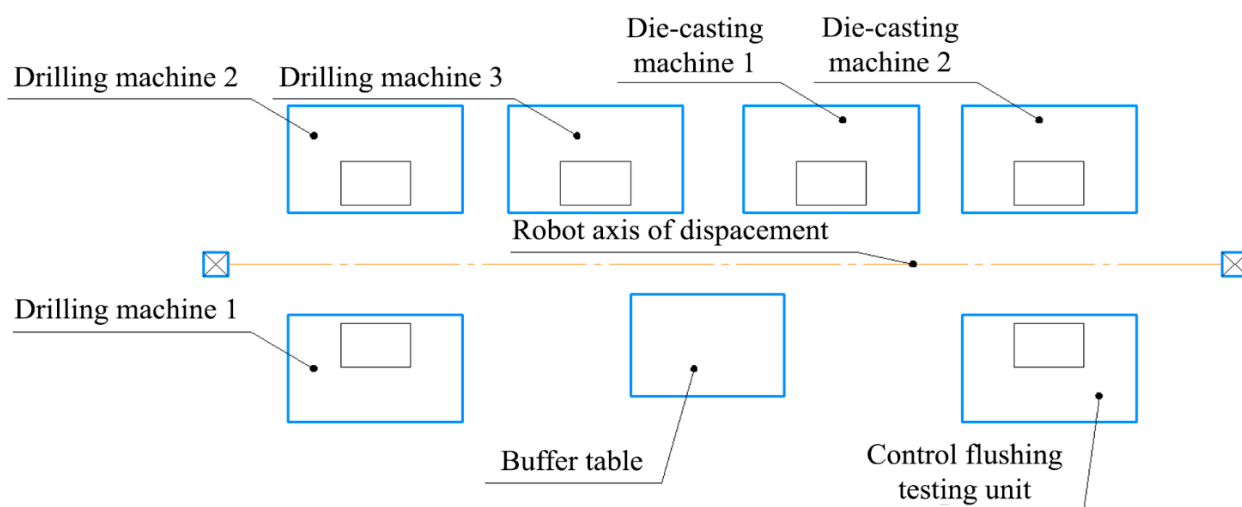 Die-casting
machine 1
Die-casting
machine 2
Drilling machine 2
Drilling machine 3
Robot axis of dispacement
Drilling machine 1
Buffer table
Control flushing
testing unit